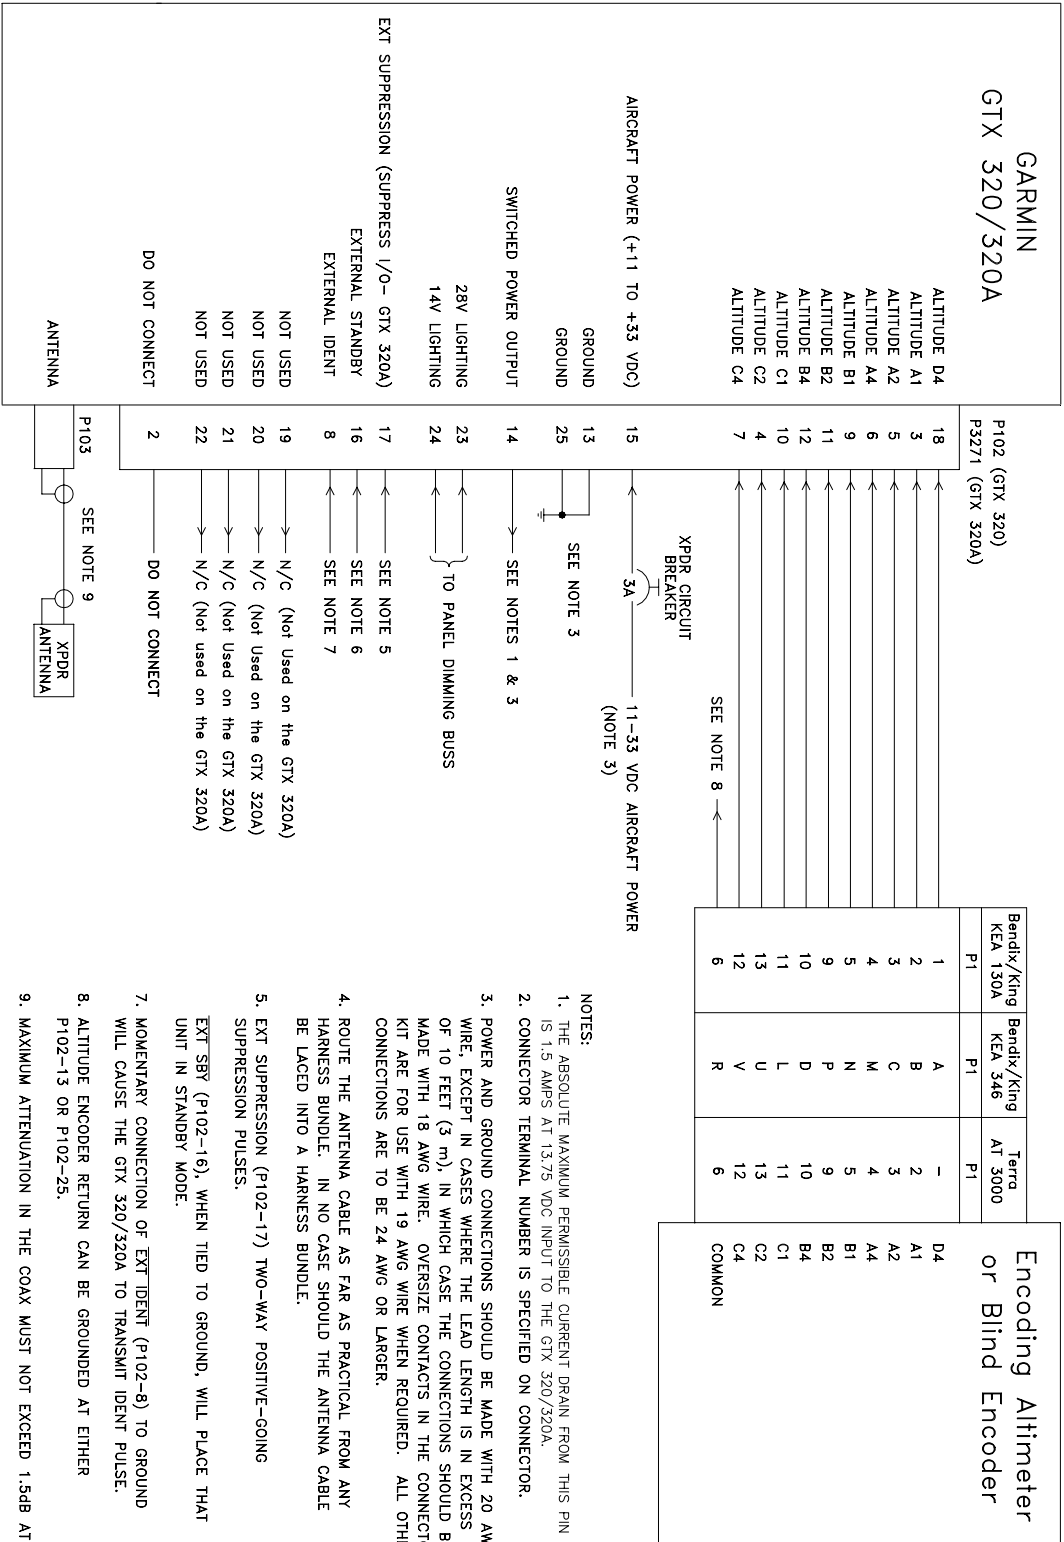 GARMIN
GTX 320/320A
P102 (GTX 320)
P3271 (GTX 320A)
ALTITUDE D4 18
ALTITUDE A1 3
ALTITUDE A2 5
ALTITUDE A4 6
ALTITUDE B1 9
ALTITUDE B2 11
ALTITUDE B4 12
ALTITUDE C1 10
ALTITUDE C2 4
ALTITUDE C4 7
SEE NOTE 8
XPDR CIRCUIT
BREAKER
AIRCRAFT POWER (+11 TO +33 VDC) 15 3A 11-33 VDC AIRCRAFT POWER
(NOTE 3)
GROUND 13
GROUND 25
SEE NOTE 3
SWITCHED POWER OUTPUT 14 SEE NOTES 1 & 3
28V LIGHTING 23
14V LIGHTING 24
TO PANEL DIMMING BUSS
EXT SUPPRESSION (SUPPRESS I/O- GTX 320A) 17 SEE NOTE 5
EXTERNAL STANDBY 16 SEE NOTE 6
EXTERNAL IDENT 8 SEE NOTE 7
NOT USED 19 N/C (Not Used on the GTX 320A)
NOT USED 20 N/C (Not Used on the GTX 320A)
NOT USED 21 N/C (Not Used on the GTX 320A)
NOT USED 22 N/C (Not used on the GTX 320A)
DO NOT CONNECT 2 DO NOT CONNECT
P103
ANTENNA
SEE NOTE 9
XPDR
ANTENNA
Encoding Altimeter
or Blind Encoder
Bendix/King
KEA 130A
Bendix/King
KEA 346
Terra
AT 3000
P1 P1 P1
1 A - D4
2 B 2 A1
3 C 3 A2
4 M 4 A4
5 N 5 B1
9 P 9 B2
10 D 10 B4
11 L 11 C1
13 U 13 C2
12 V 12 C4
6 R 6 COMMON
NOTES:
1. THE ABSOLUTE MAXIMUM PERMISSIBLE CURRENT DRAIN FROM THIS PIN
IS 1.5 AMPS AT 13.75 VDC INPUT TO THE GTX 320/320A.
2. CONNECTOR TERMINAL NUMBER IS SPECIFIED ON CONNECTOR.
3. POWER AND GROUND CONNECTIONS SHOULD BE MADE WITH 20
WIRE, EXCEPT IN CASES WHERE THE LEAD LENGTH IS IN EXCESS
OF 10 FEET (3 m), IN WHICH CASE THE CONNECTIONS SHOULD
MADE WITH 18 AWG WIRE. OVERSIZE CONTACTS IN THE
KIT ARE FOR USE WITH 19 AWG WIRE WHEN REQUIRED. ALL
CONNECTIONS ARE TO BE 24 AWG OR LARGER.
4. ROUTE THE ANTENNA CABLE AS FAR AS PRACTICAL FROM ANY
HARNESS BUNDLE. IN NO CASE SHOULD THE ANTENNA CABLE
BE LACED INTO A HARNESS BUNDLE.
5. EXT SUPPRESSION (P102-17) TWO-WAY POSITIVE-GOING
SUPPRESSION PULSES.
EXT SBY (P102-16), WHEN TIED TO GROUND, WILL PLACE THAT
UNIT IN STANDBY MODE.
7. MOMENTARY CONNECTION OF EXT IDENT (P102-8) TO GROUND
WILL CAUSE THE GTX 320/320A TO TRANSMIT IDENT PULSE.
8. ALTITUDE ENCODER RETURN CAN BE GROUNDED AT EITHER
P102-13 OR P102-25.
9. MAXIMUM ATTENUATION IN THE COAX MUST NOT EXCEED 1.5dB AT